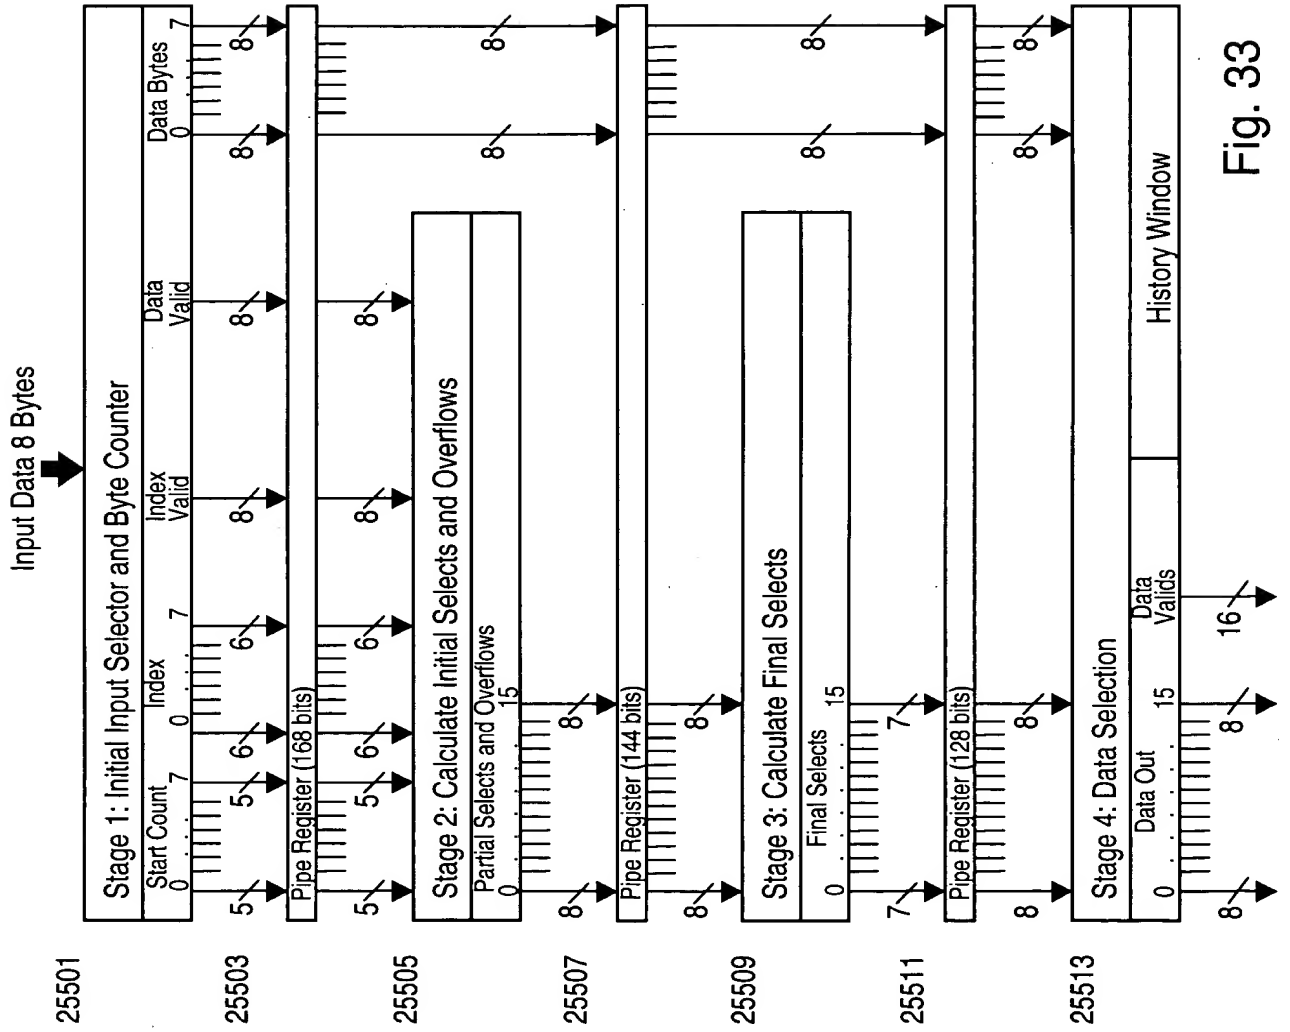 Input Data 8 Bytes
25501
Stage 1: Initial Input Selector and Byte Counter
Start Count
Index
Index Valid
Data Valid
Data Bytes
0 . . . . 7
0 . . . . 7
0 . . . . 7
5 5 6 6 8 8 8 8
25503
Pipe Register (168 bits)
5 5 6 6 8 8 8 8
25505
Stage 2: Calculate Initial Selects and Overflows
Partial Selects and Overflows
0 . . . . 15
8 8
25507
Pipe Register (144 bits)
8 8 8 8
25509
Stage 3: Calculate Final Selects
Final Selects
0 . . . . 15
7 7
25511
Pipe Register (128 bits)
8 8 8 8
25513
Stage 4: Data Selection
Data Out
Data Valids
History Window
0 . . . . 15
8 8 16
Fig. 33